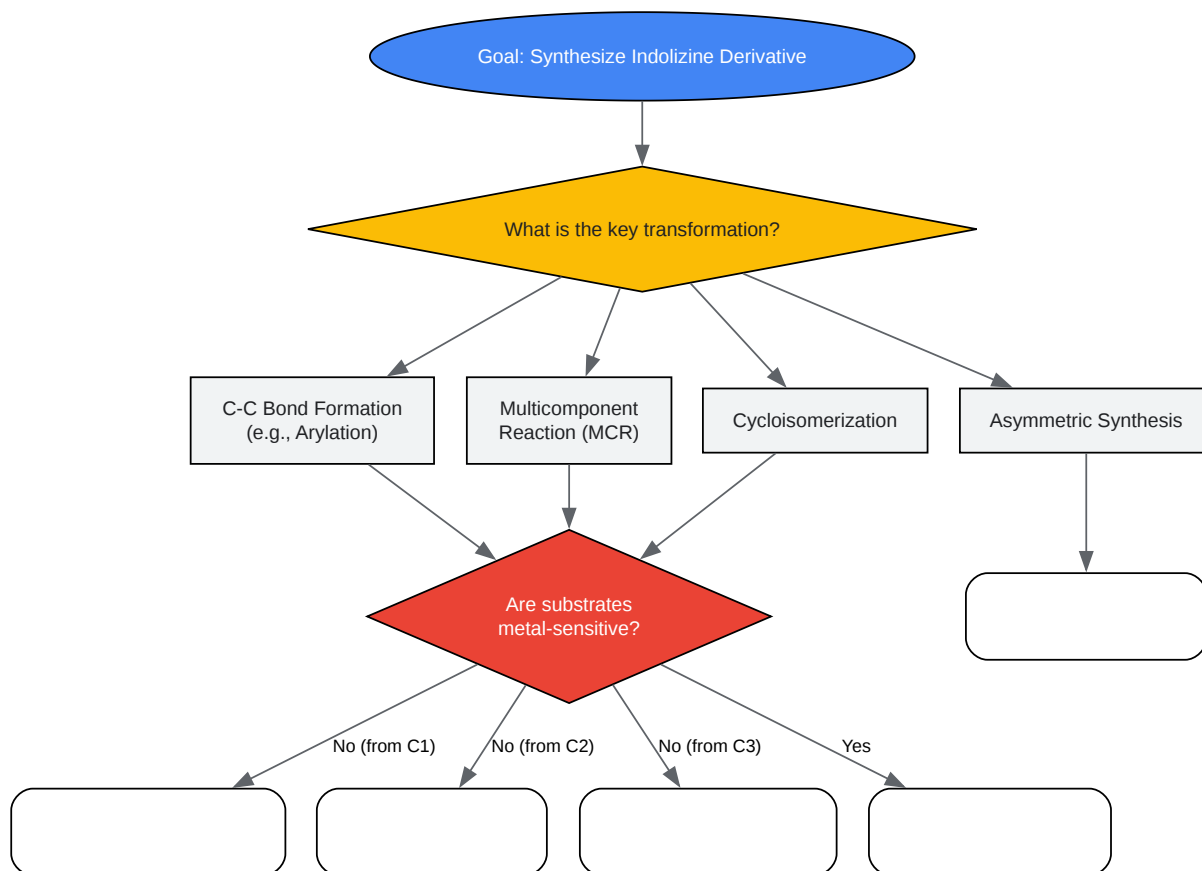 Goal: Synthesize Indolizine Derivative
What is the key transformation?
C-C Bond Formation
(e.g., Arylation)
Multicomponent
Reaction (MCR)
Cycloisomerization
Asymmetric Synthesis
Are substrates
metal-sensitive?
No (from C1)
No (from C2)
No (from C3)
Yes